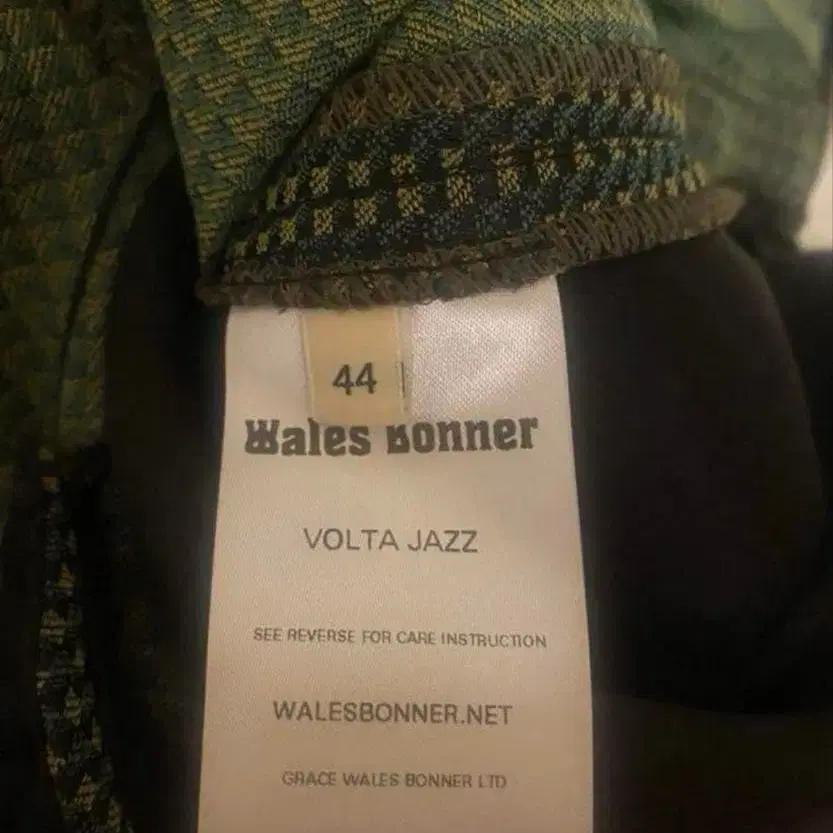 44
Wales Bonner
VOLTA JAZZ
SEE REVERSE FOR CARE INSTRUCTION
WALESBONNER.NET
GRACE WALES BONNER LTD